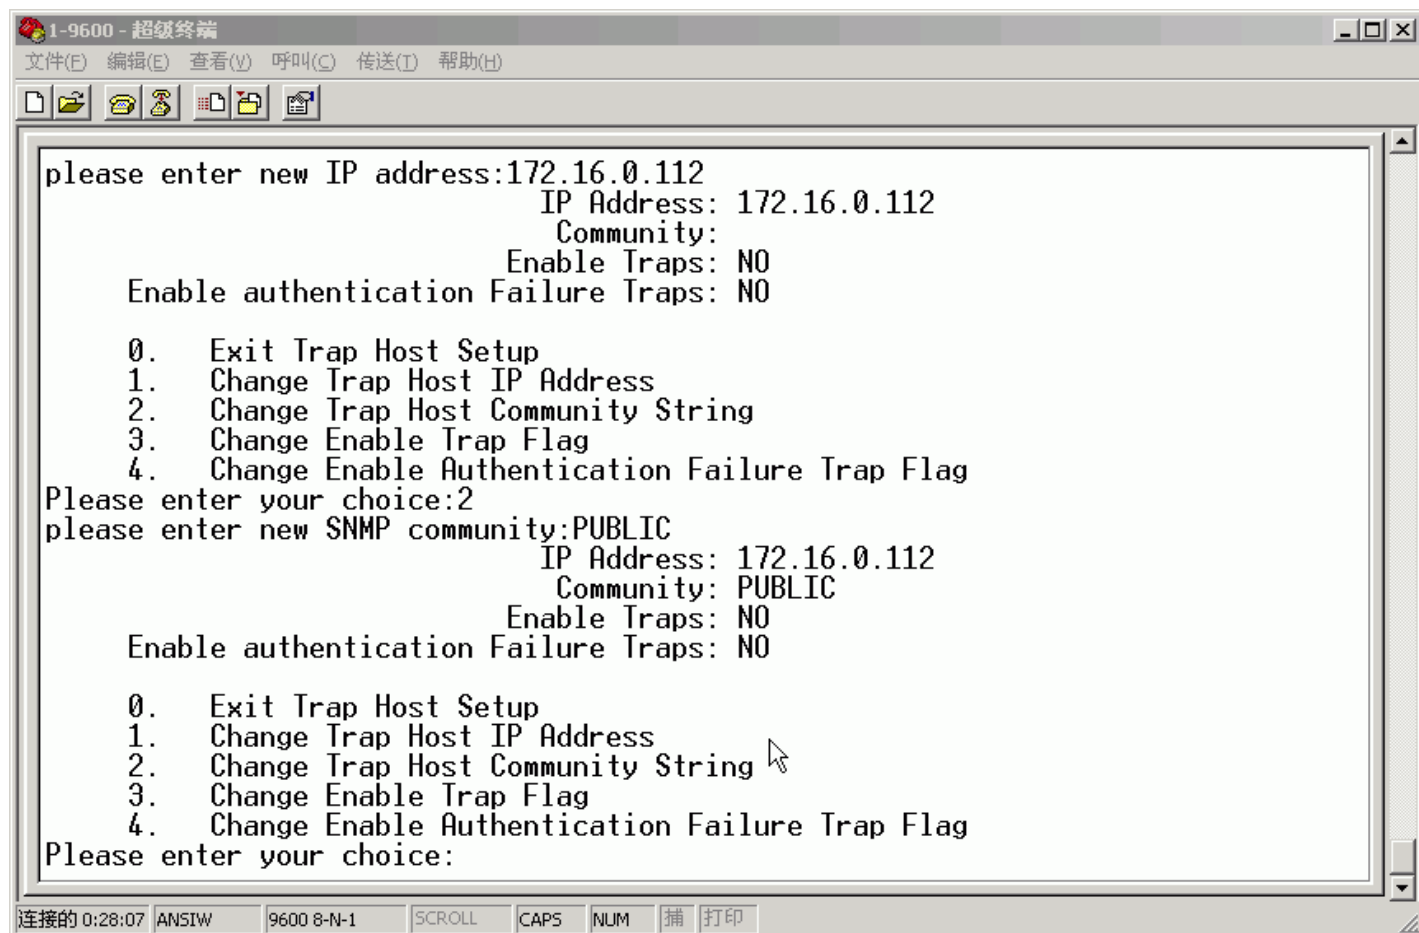 1-9600 - 超级终端
文件(F) 编辑(E) 查看(V) 呼叫(C) 传送(T) 帮助(H)
please enter new IP address:172.16.0.112
IP Address: 172.16.0.112
Community:
Enable Traps: NO
Enable authentication Failure Traps: NO
0. Exit Trap Host Setup
1. Change Trap Host IP Address
2. Change Trap Host Community String
3. Change Enable Trap Flag
4. Change Enable Authentication Failure Trap Flag
Please enter your choice:2
please enter new SNMP community:PUBLIC
IP Address: 172.16.0.112
Community: PUBLIC
Enable Traps: NO
Enable authentication Failure Traps: NO
0. Exit Trap Host Setup
1. Change Trap Host IP Address
2. Change Trap Host Community String
3. Change Enable Trap Flag
4. Change Enable Authentication Failure Trap Flag
Please enter your choice:
连接的 0:28:07 ANSIW 9600 8-N-1 SCROLL CAPS NUM 捕 打印